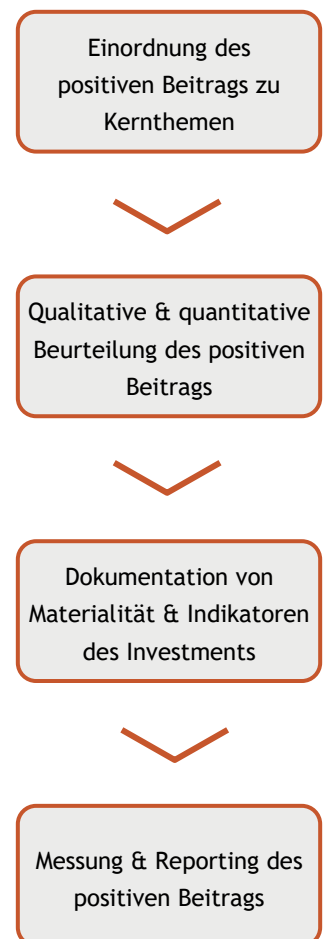 Einordnung des
positiven Beitrags zu
Kernthemen
Qualitative & quantitative
Beurteilung des positiven
Beitrags
Dokumentation von
Materialität & Indikatoren
des Investments
Messung & Reporting des
positiven Beitrags